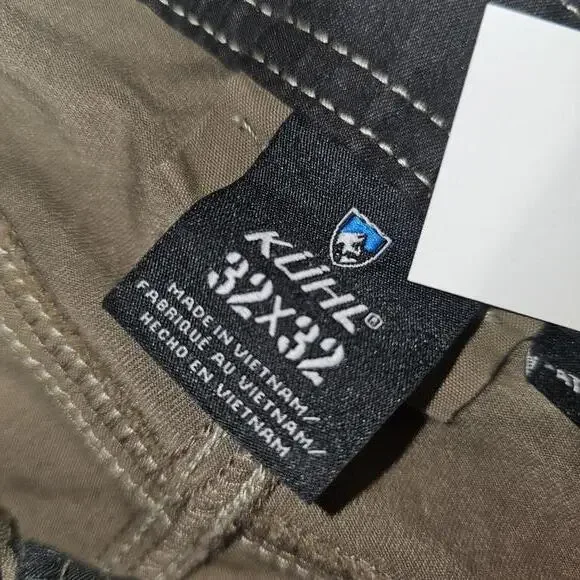 KÜHL®
32X32
MADE IN VIETNAM/
FABRIQUÉ AU VIETNAM/
HECHO EN VIETNAM